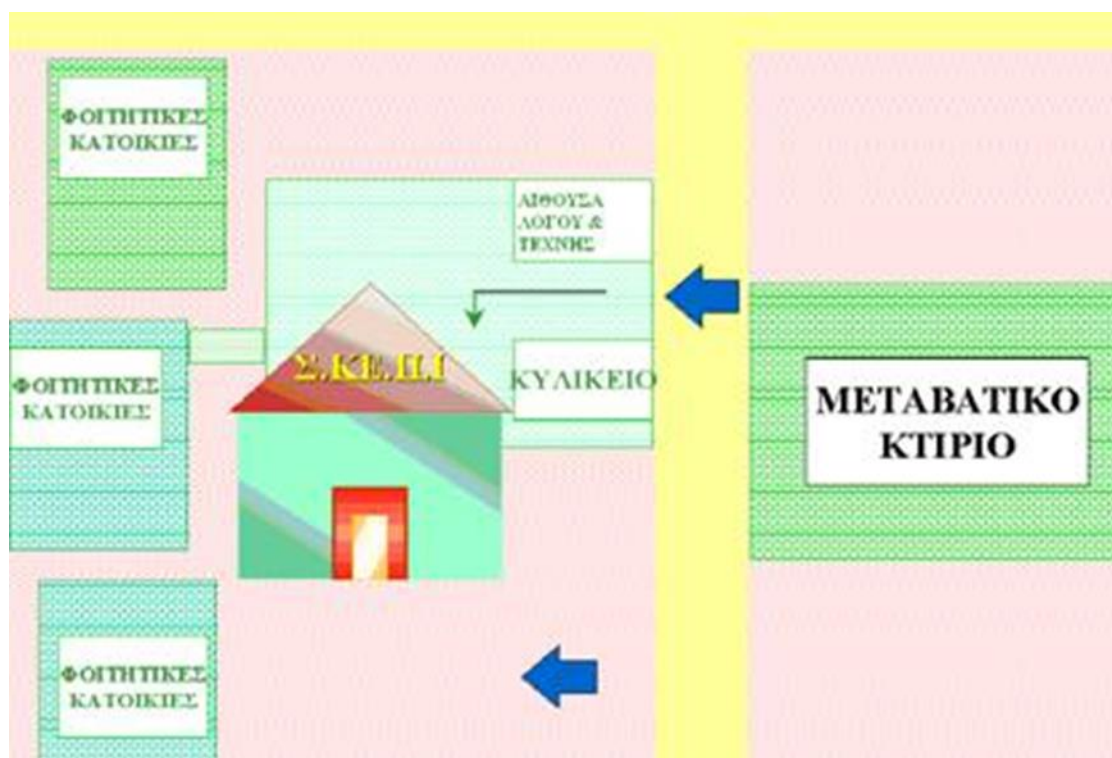 ΦΟΙΤΗΤΙΚΕΣ
ΚΑΤΟΙΚΙΕΣ
ΑΙΘΟΥΣΑ
ΛΟΓΟΥ &
ΤΕΧΝΗΣ
Σ.ΚΕ.Π.Ι
ΚΥΛΙΚΕΙΟ
ΦΟΙΤΗΤΙΚΕΣ
ΚΑΤΟΙΚΙΕΣ
ΜΕΤΑΒΑΤΙΚΟ
ΚΤΙΡΙΟ
ΦΟΙΤΗΤΙΚΕΣ
ΚΑΤΟΙΚΙΕΣ